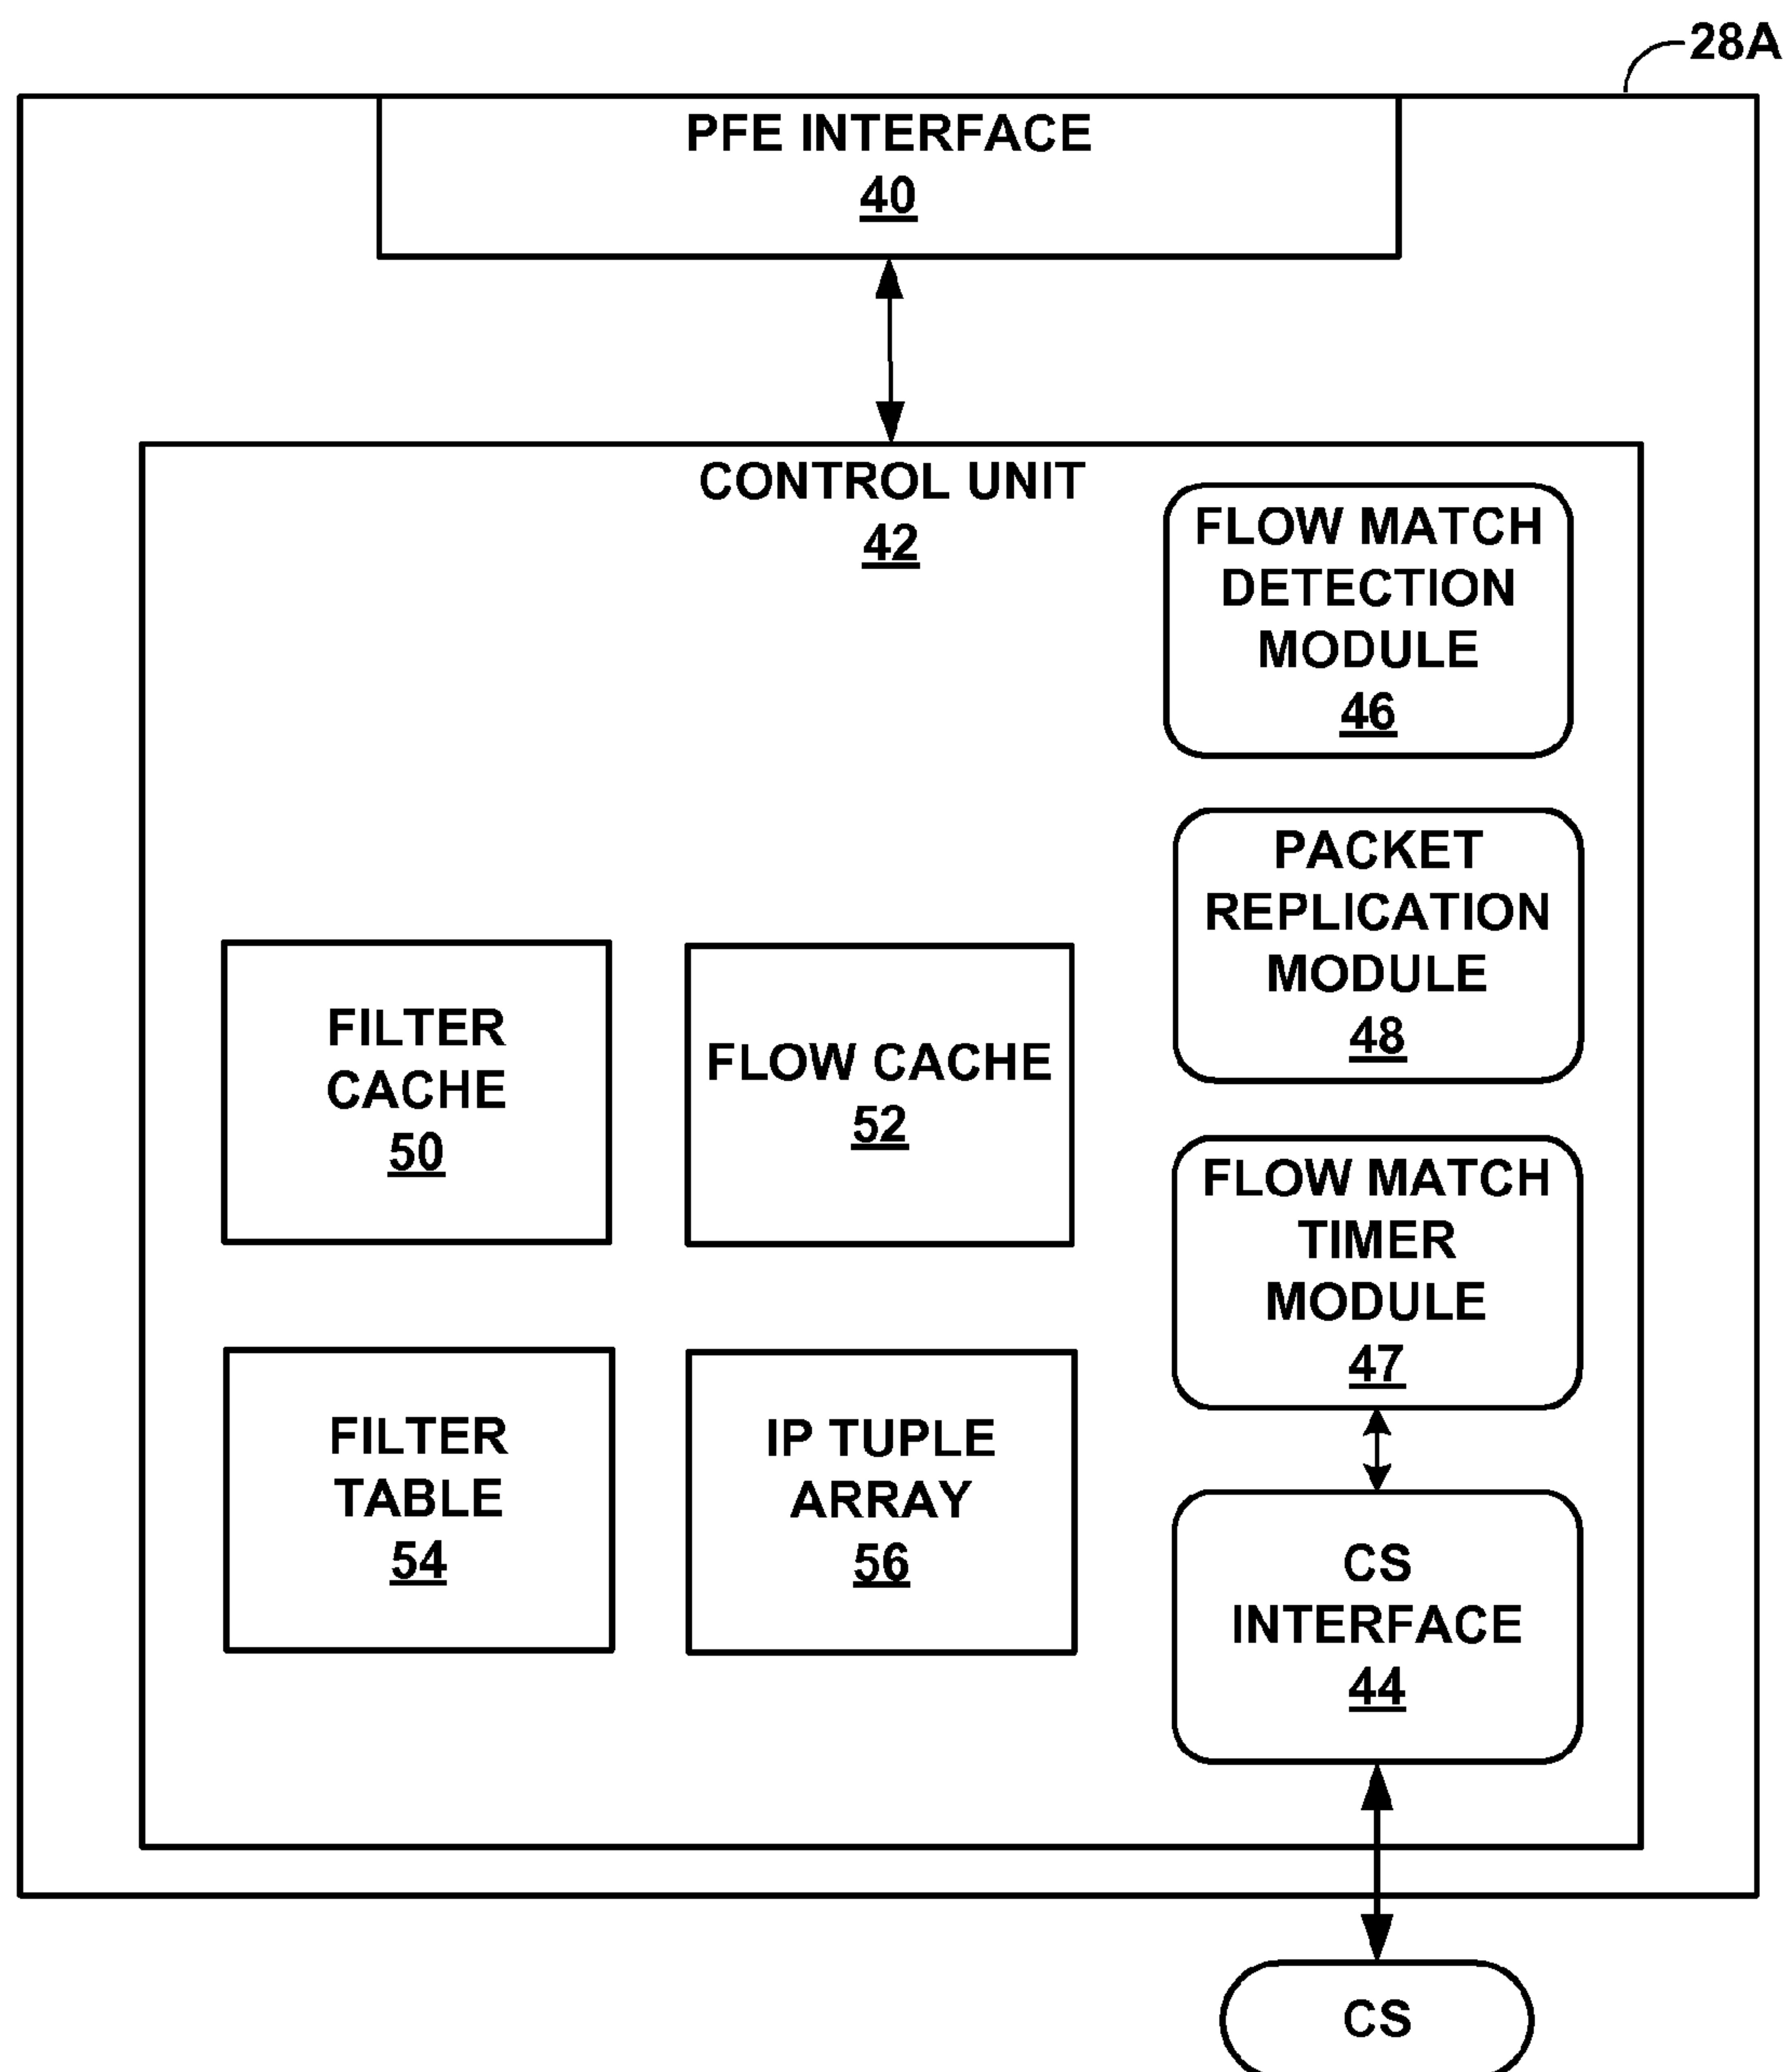 28A
PFE INTERFACE
40
CONTROL UNIT
42
FLOW MATCH
DETECTION
MODULE
46
PACKET
REPLICATION
MODULE
48
FILTER
CACHE
50
FLOW CACHE
52
FLOW MATCH
TIMER
MODULE
47
FILTER
TABLE
54
IP TUPLE
ARRAY
56
CS
INTERFACE
44
CS